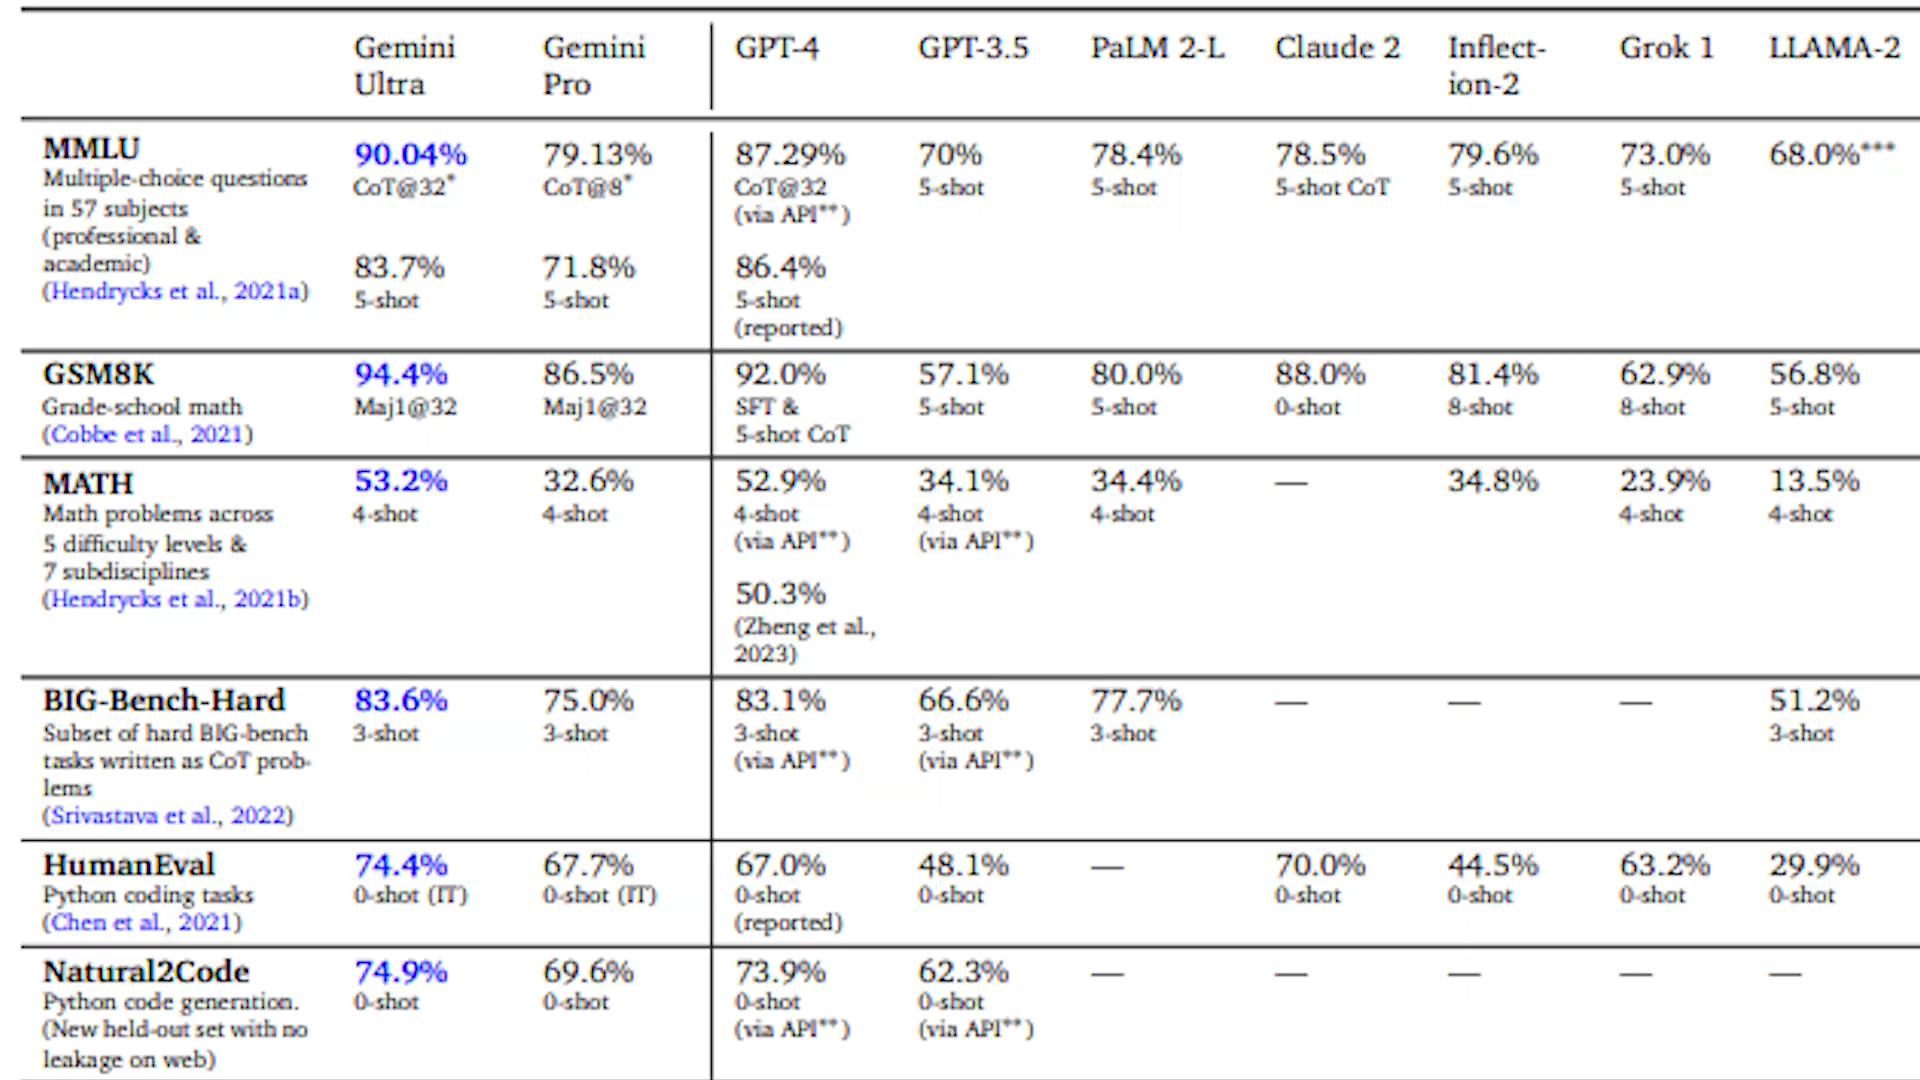 Gemini Ultra Gemini Pro GPT-4 GPT-3.5 PaLM 2-L Claude 2 Inflect-ion-2 Grok 1 LLAMA-2
MMLU
Multiple-choice questions
in 57 subjects
(professional &
academic)
(Hendrycks et al., 2021a)
90.04% 79.13% 87.29% 70% 78.4% 78.5% 79.6% 73.0% 68.0%***
CoT@32* CoT@8* CoT@32 5-shot 5-shot 5-shot CoT 5-shot 5-shot
(via API**)
83.7% 71.8% 86.4%
5-shot 5-shot 5-shot
(reported)
GSM8K
Grade-school math
(Cobbe et al., 2021)
94.4% 86.5% 92.0% 57.1% 80.0% 88.0% 81.4% 62.9% 56.8%
Maj1@32 Maj1@32 SFT & 5-shot 5-shot 0-shot 8-shot 8-shot 5-shot
5-shot CoT
MATH
Math problems across
5 difficulty levels &
7 subdisciplines
(Hendrycks et al., 2021b)
53.2% 32.6% 52.9% 34.1% 34.4% — 34.8% 23.9% 13.5%
4-shot 4-shot 4-shot 4-shot 4-shot 4-shot 4-shot
(via API**) (via API**)
50.3%
(Zheng et al.,
2023)
BIG-Bench-Hard
Subset of hard BIG-bench
tasks written as CoT prob-
lems
(Srivastava et al., 2022)
83.6% 75.0% 83.1% 66.6% 77.7% — — — 51.2%
3-shot 3-shot 3-shot 3-shot 3-shot 3-shot
(via API**) (via API**)
HumanEval
Python coding tasks
(Chen et al., 2021)
74.4% 67.7% 67.0% 48.1% — 70.0% 44.5% 63.2% 29.9%
0-shot (IT) 0-shot (IT) 0-shot 0-shot 0-shot 0-shot 0-shot 0-shot
(reported)
Natural2Code
Python code generation.
(New held-out set with no
leakage on web)
74.9% 69.6% 73.9% 62.3% — — — — —
0-shot 0-shot 0-shot 0-shot
(via API**) (via API**)